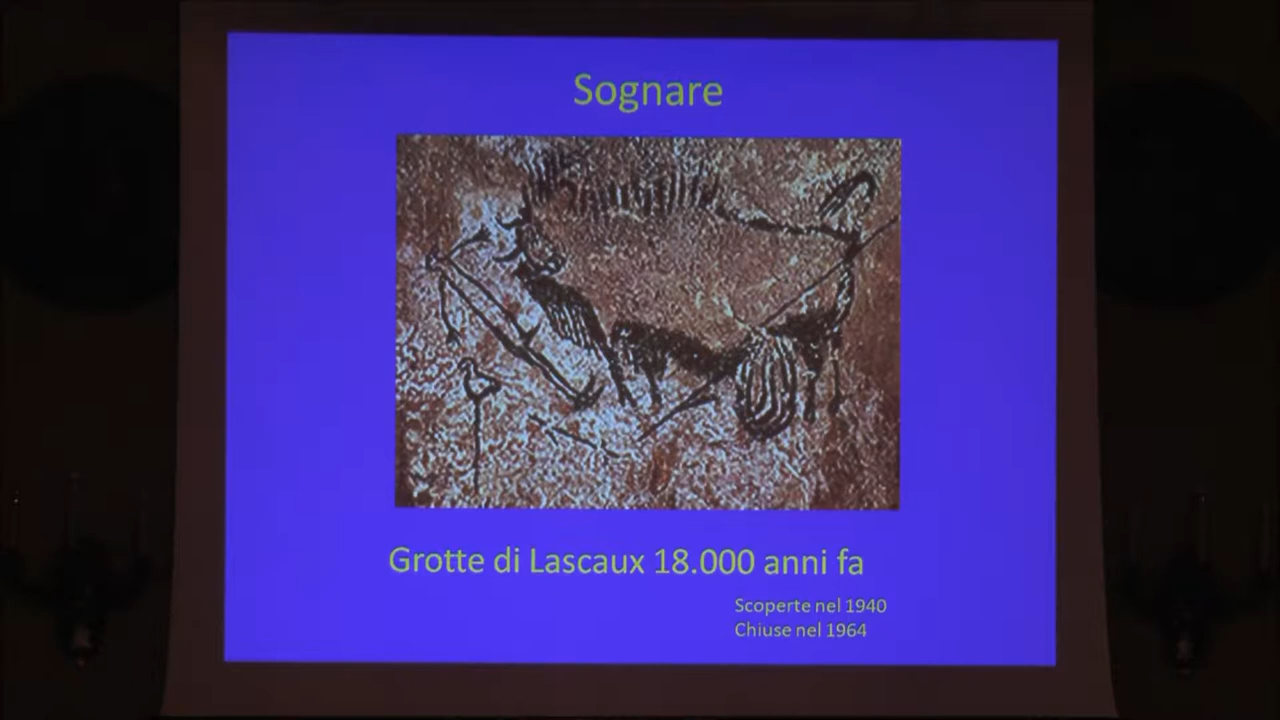 Sognare
Grotte di Lascaux 18.000 anni fa
Scoperte nel 1940
Chiuse nel 1964